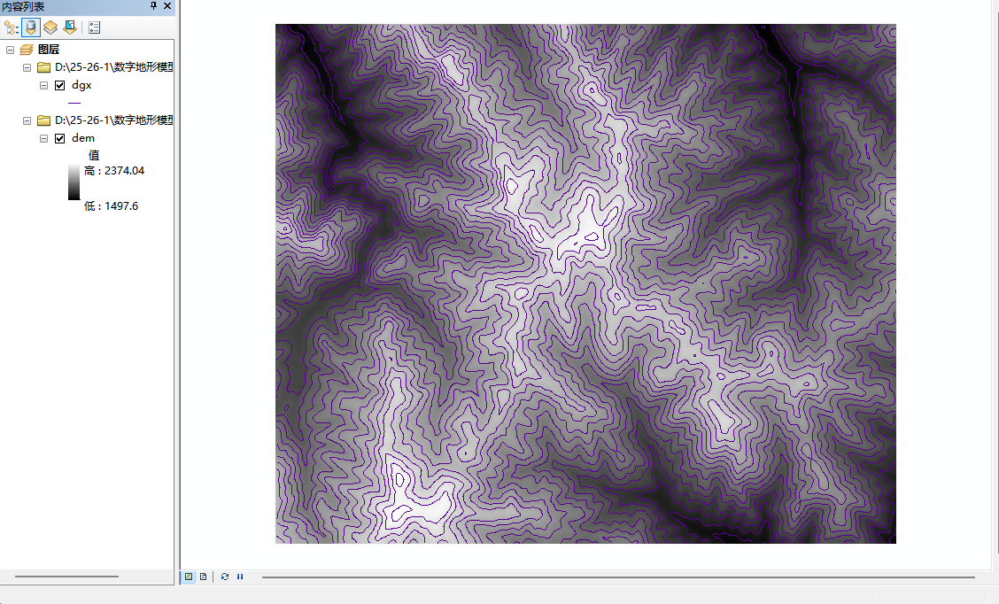 内容列表
图层
D:\25-26-1\数字地形模型
dgx
D:\25-26-1\数字地形模型
dem
值
高 : 2374.04
低 : 1497.6